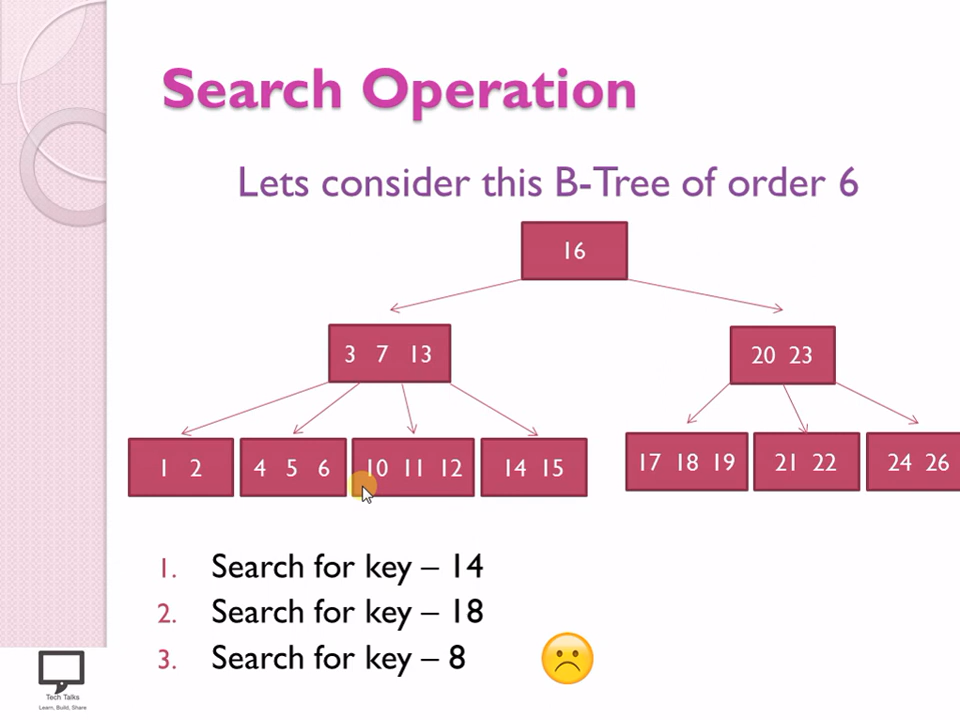 Search Operation
Lets consider this B-Tree of order 6
16
3 7 13
20 23
1 2
4 5 6
10 11 12
14 15
17 18 19
21 22
24 26
1. Search for key – 14
2. Search for key – 18
3. Search for key – 8
Tech Talks
Learn, Build, Share